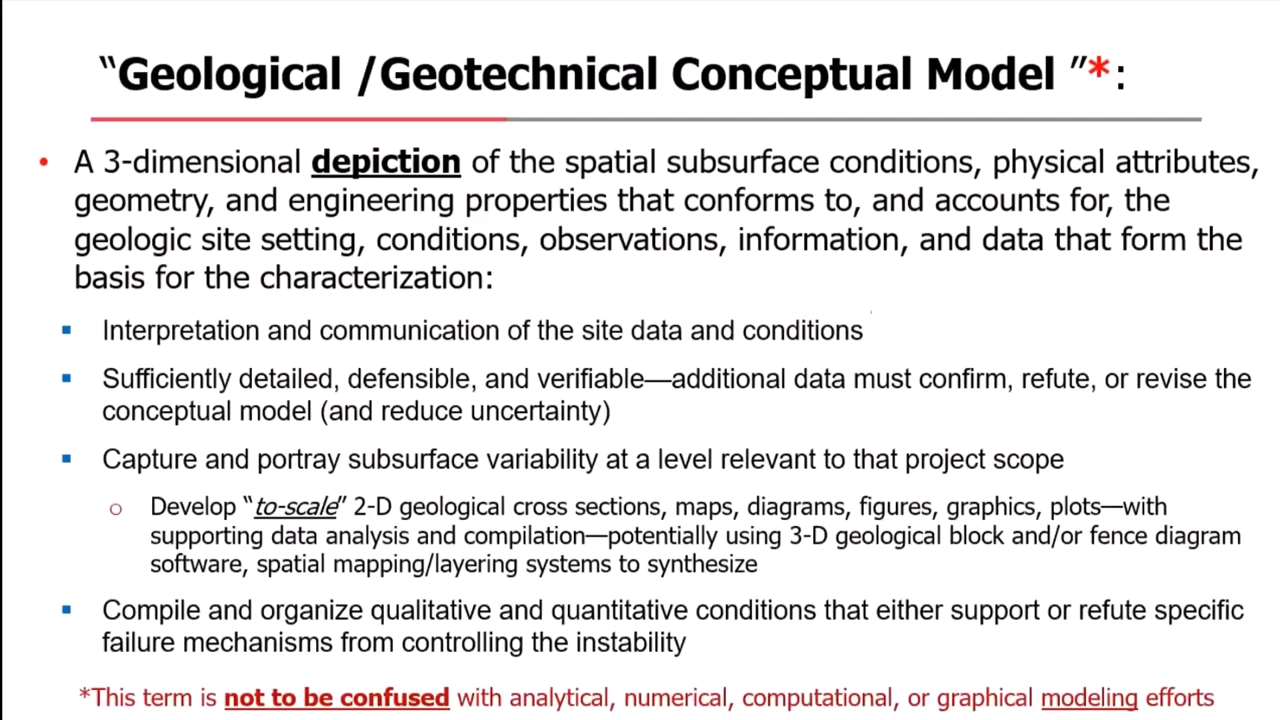 “Geological /Geotechnical Conceptual Model ”*:
• A 3-dimensional depiction of the spatial subsurface conditions, physical attributes,
geometry, and engineering properties that conforms to, and accounts for, the
geologic site setting, conditions, observations, information, and data that form the
basis for the characterization:
▪ Interpretation and communication of the site data and conditions
▪ Sufficiently detailed, defensible, and verifiable—additional data must confirm, refute, or revise the
conceptual model (and reduce uncertainty)
▪ Capture and portray subsurface variability at a level relevant to that project scope
o Develop “to-scale” 2-D geological cross sections, maps, diagrams, figures, graphics, plots—with
supporting data analysis and compilation—potentially using 3-D geological block and/or fence diagram
software, spatial mapping/layering systems to synthesize
▪ Compile and organize qualitative and quantitative conditions that either support or refute specific
failure mechanisms from controlling the instability
*This term is not to be confused with analytical, numerical, computational, or graphical modeling efforts